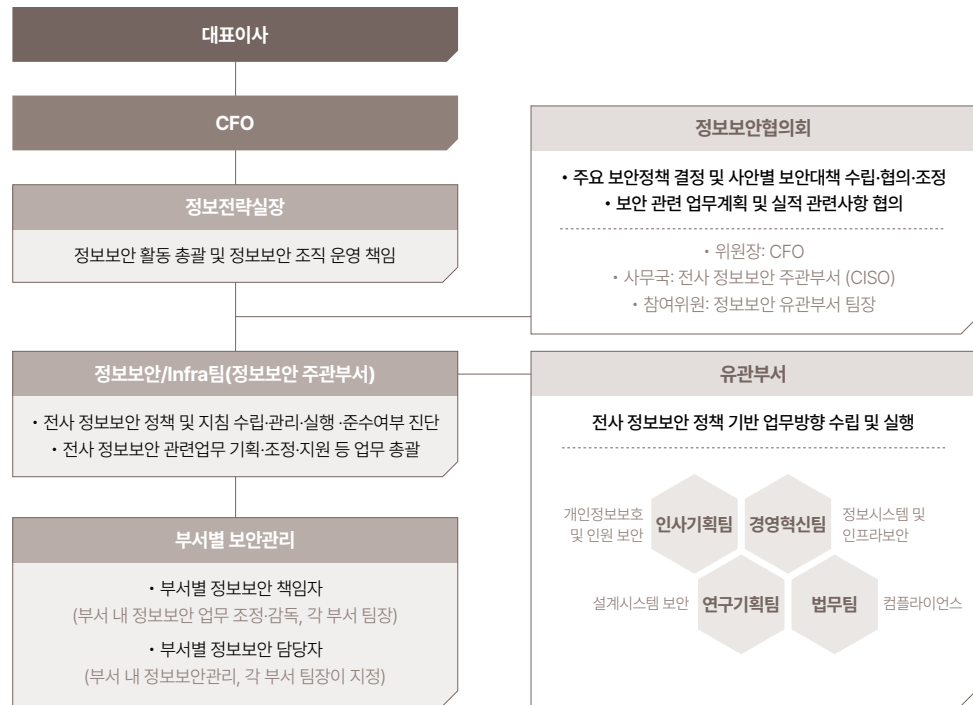 대표이사
CFO
정보전략실장
정보보안 활동 총괄 및 정보보안 조직 운영 책임
정보보안협의회
• 주요 보안정책 결정 및 사안별 보안대책 수립·협의·조정
• 보안 관련 업무계획 및 실적 관련사항 협의
• 위원장: CFO
• 사무국: 전사 정보보안 주관부서 (CISO)
• 참여위원: 정보보안 유관부서 팀장
정보보안/Infra팀(정보보안 주관부서)
• 전사 정보보안 정책 및 지침 수립·관리·실행 ·준수여부 진단
• 전사 정보보안 관련업무 기획·조정·지원 등 업무 총괄
유관부서
전사 정보보안 정책 기반 업무방향 수립 및 실행
개인정보보호
및 인원 보안
인사기획팀
경영혁신팀
정보시스템 및
인프라보안
설계시스템 보안
연구기획팀
법무팀
컴플라이언스
부서별 보안관리
• 부서별 정보보안 책임자
(부서 내 정보보안 업무 조정·감독, 각 부서 팀장)
• 부서별 정보보안 담당자
(부서 내 정보보안관리, 각 부서 팀장이 지정)